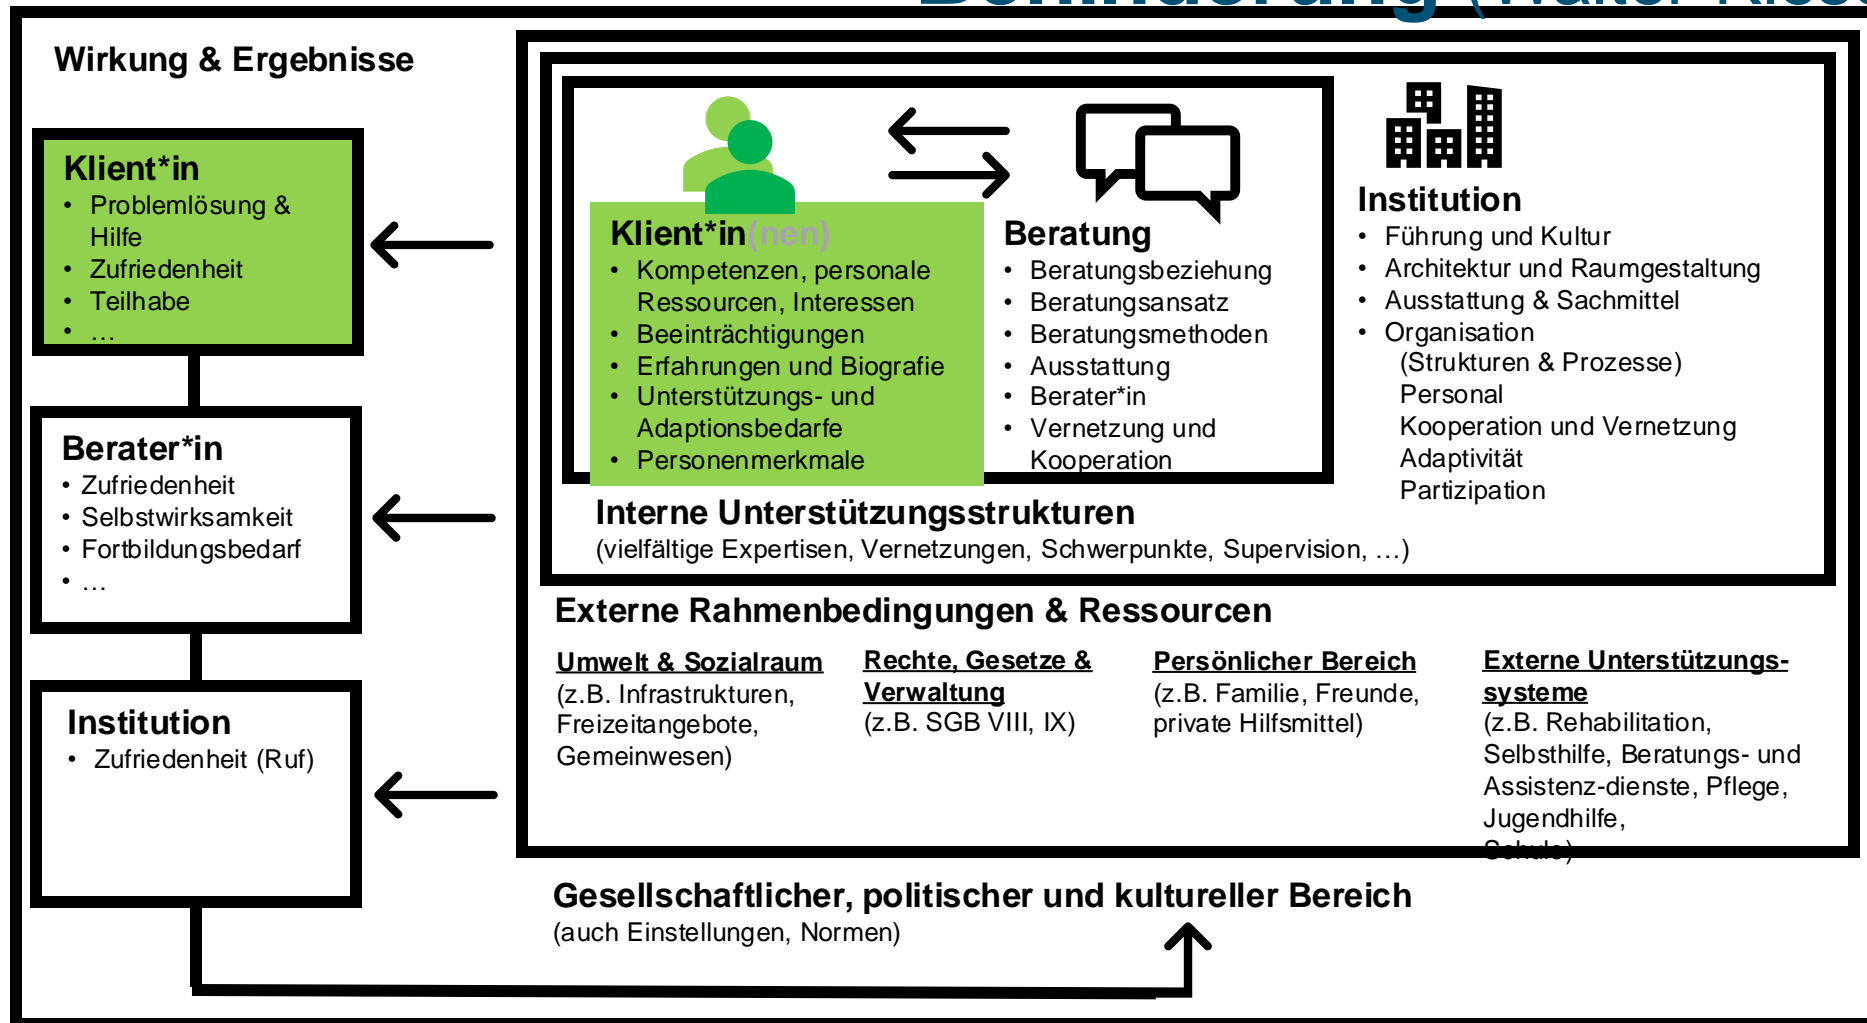 Behinderung (Walter
Wirkung & Ergebnisse
Klient*in
• Problemlösung &
Hilfe
• Zufriedenheit
• Teilhabe
• …
Berater*in
• Zufriedenheit
• Selbstwirksamkeit
• Fortbildungsbedarf
• …
Institution
• Zufriedenheit (Ruf)
Klient*in(nen)
• Kompetenzen, personale
Ressourcen, Interessen
• Beeinträchtigungen
• Erfahrungen und Biografie
• Unterstützungs- und
Adaptionsbedarfe
• Personenmerkmale
Beratung
• Beratungsbeziehung
• Beratungsansatz
• Beratungsmethoden
• Ausstattung
• Berater*in
• Vernetzung und
Kooperation
Institution
• Führung und Kultur
• Architektur und Raumgestaltung
• Ausstattung & Sachmittel
• Organisation
(Strukturen & Prozesse)
Personal
Kooperation und Vernetzung
Adaptivität
Partizipation
Interne Unterstützungsstrukturen
(vielfältige Expertisen, Vernetzungen, Schwerpunkte, Supervision, …)
Externe Rahmenbedingungen & Ressourcen
Umwelt & Sozialraum
(z.B. Infrastrukturen,
Freizeitangebote,
Gemeinwesen)
Rechte, Gesetze &
Verwaltung
(z.B. SGB VIII, IX)
Persönlicher Bereich
(z.B. Familie, Freunde,
private Hilfsmittel)
Externe Unterstützungs-
systeme
(z.B. Rehabilitation,
Selbsthilfe, Beratungs- und
Assistenz-dienste, Pflege,
Jugendhilfe,
Schule)
Gesellschaftlicher, politischer und kultureller Bereich
(auch Einstellungen, Normen)